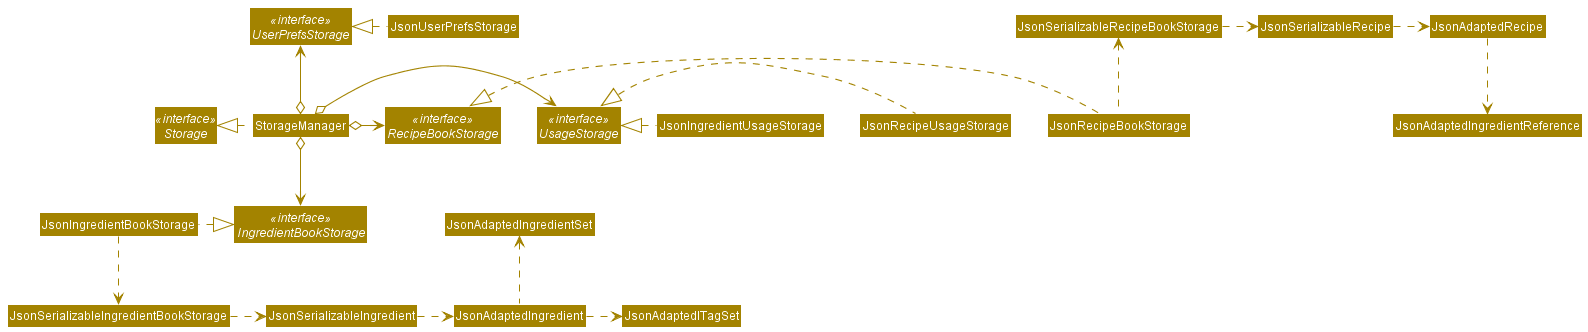 «interface»
UserPrefsStorage
JsonUserPrefsStorage
JsonSerializableRecipeBookStorage
JsonSerializableRecipe
JsonAdaptedRecipe
«interface»
Storage
StorageManager
«interface»
RecipeBookStorage
«interface»
UsageStorage
JsonIngredientUsageStorage
JsonRecipeUsageStorage
JsonRecipeBookStorage
JsonAdaptedIngredientReference
JsonIngredientBookStorage
«interface»
IngredientBookStorage
JsonAdaptedIngredientSet
JsonSerializableIngredientBookStorage
JsonSerializableIngredient
JsonAdaptedIngredient
JsonAdaptedITagSet